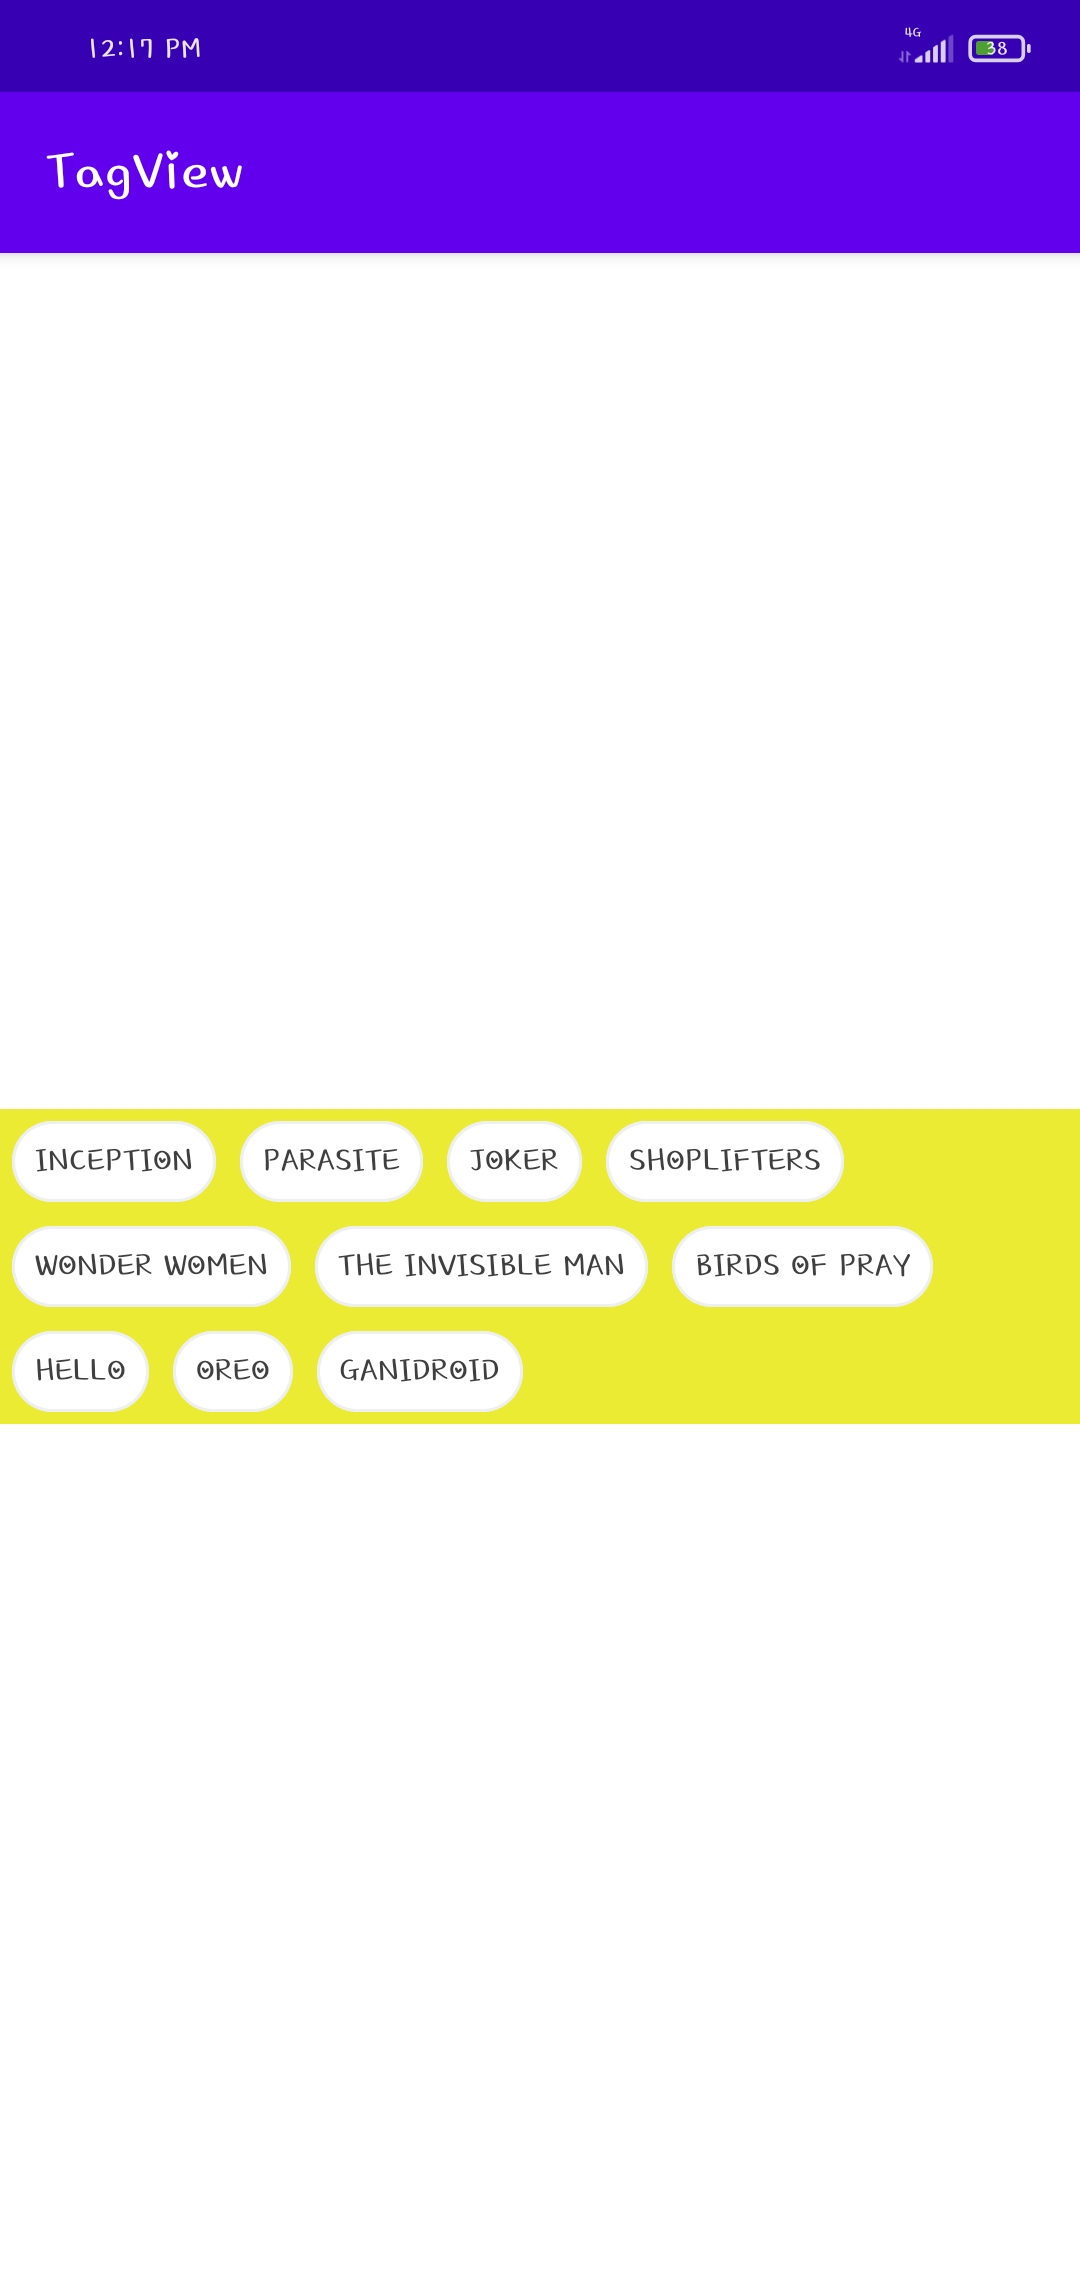 12:17 PM 4G 38
TagView
INCEPTION PARASITE JOKER SHOPLIFTERS
WONDER WOMEN THE INVISIBLE MAN BIRDS OF PRAY
HELLO OREO GANIDROID